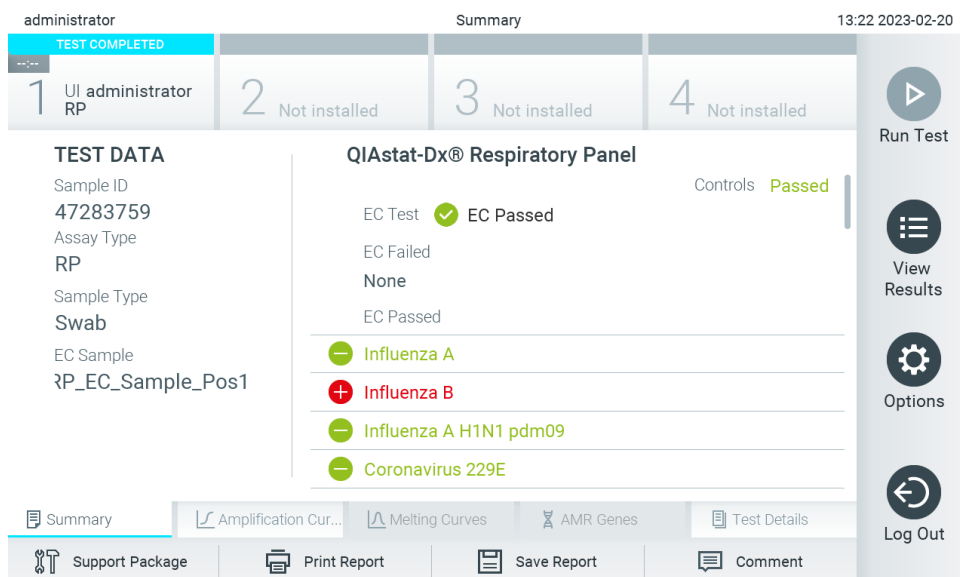 administrator
Summary
13:22 2023-02-20
TEST COMPLETED
--:--
1
UI administrator
RP
2 Not installed
3 Not installed
4 Not installed
Run Test
View
Results
Options
Log Out
TEST DATA
Sample ID
47283759
Assay Type
RP
Sample Type
Swab
EC Sample
RP_EC_Sample_Pos1
QIAstat-Dx® Respiratory Panel
Controls Passed
EC Test EC Passed
EC Failed
None
EC Passed
Influenza A
Influenza B
Influenza A H1N1 pdm09
Coronavirus 229E
Summary
Amplification Cur...
Melting Curves
AMR Genes
Test Details
Support Package
Print Report
Save Report
Comment